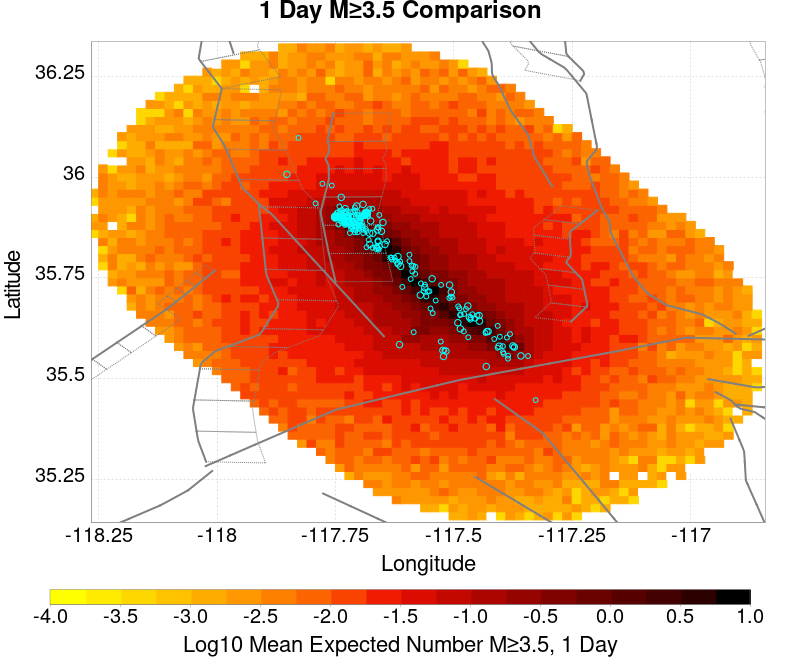 1 Day M≥3.5 Comparison
36.25
36
35.75
35.5
35.25
Latitude
-118.25 -118 -117.75 -117.5 -117.25 -117
Longitude
-4.0 -3.5 -3.0 -2.5 -2.0 -1.5 -1.0 -0.5 0.0 0.5 1.0
Log10 Mean Expected Number M≥3.5, 1 Day